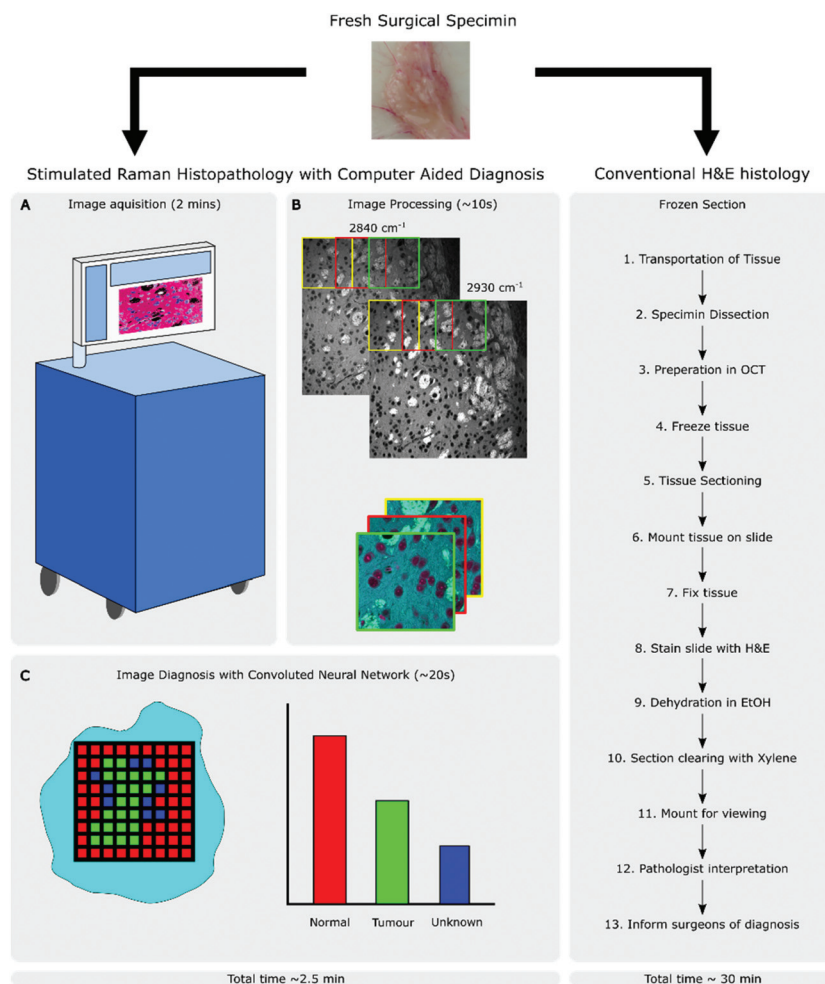 Fresh Surgical Specimin
Stimulated Raman Histopathology with Computer Aided Diagnosis
Conventional H&E histology
A
Image aquisition (2 mins)
B
Image Processing (~10s)
2840 cm⁻¹
2930 cm⁻¹
Frozen Section
1. Transportation of Tissue
2. Specimin Dissection
3. Preperation in OCT
4. Freeze tissue
5. Tissue Sectioning
6. Mount tissue on slide
7. Fix tissue
8. Stain slide with H&E
9. Dehydration in EtOH
10. Section clearing with Xylene
11. Mount for viewing
12. Pathologist interpretation
13. Inform surgeons of diagnosis
C
Image Diagnosis with Convoluted Neural Network (~20s)
Normal
Tumour
Unknown
Total time ~2.5 min
Total time ~ 30 min